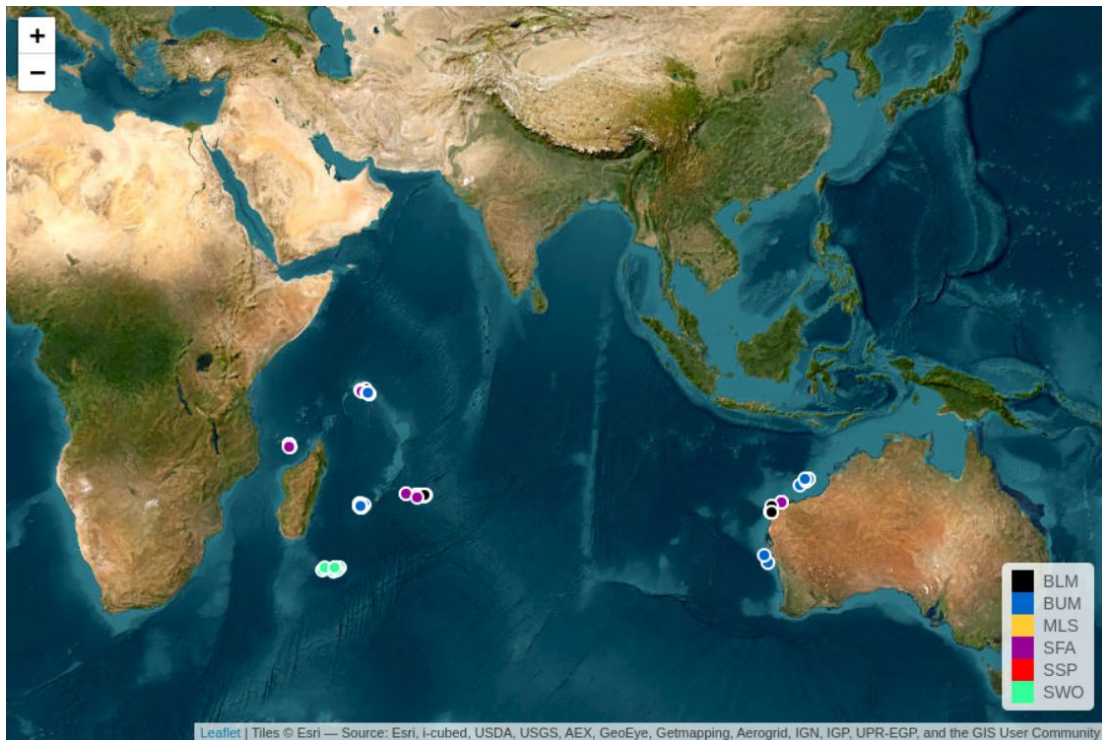 +
−
BLM
BUM
MLS
SFA
SSP
SWO
Leaflet | Tiles © Esri — Source: Esri, i-cubed, USDA, USGS, AEX, GeoEye, Getmapping, Aerogrid, IGN, IGP, UPR-EGP, and the GIS User Community